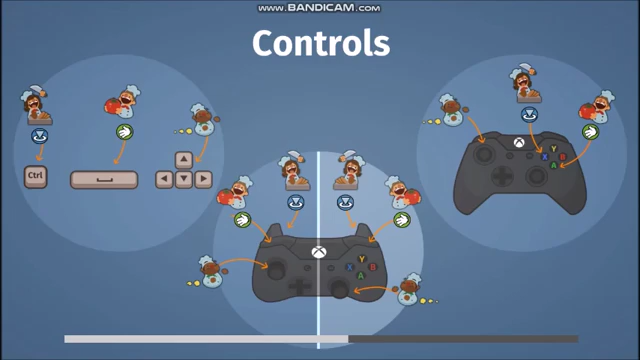 www.BANDICAM.com
Controls
Ctrl
Y
X B
A
Y
X B
A